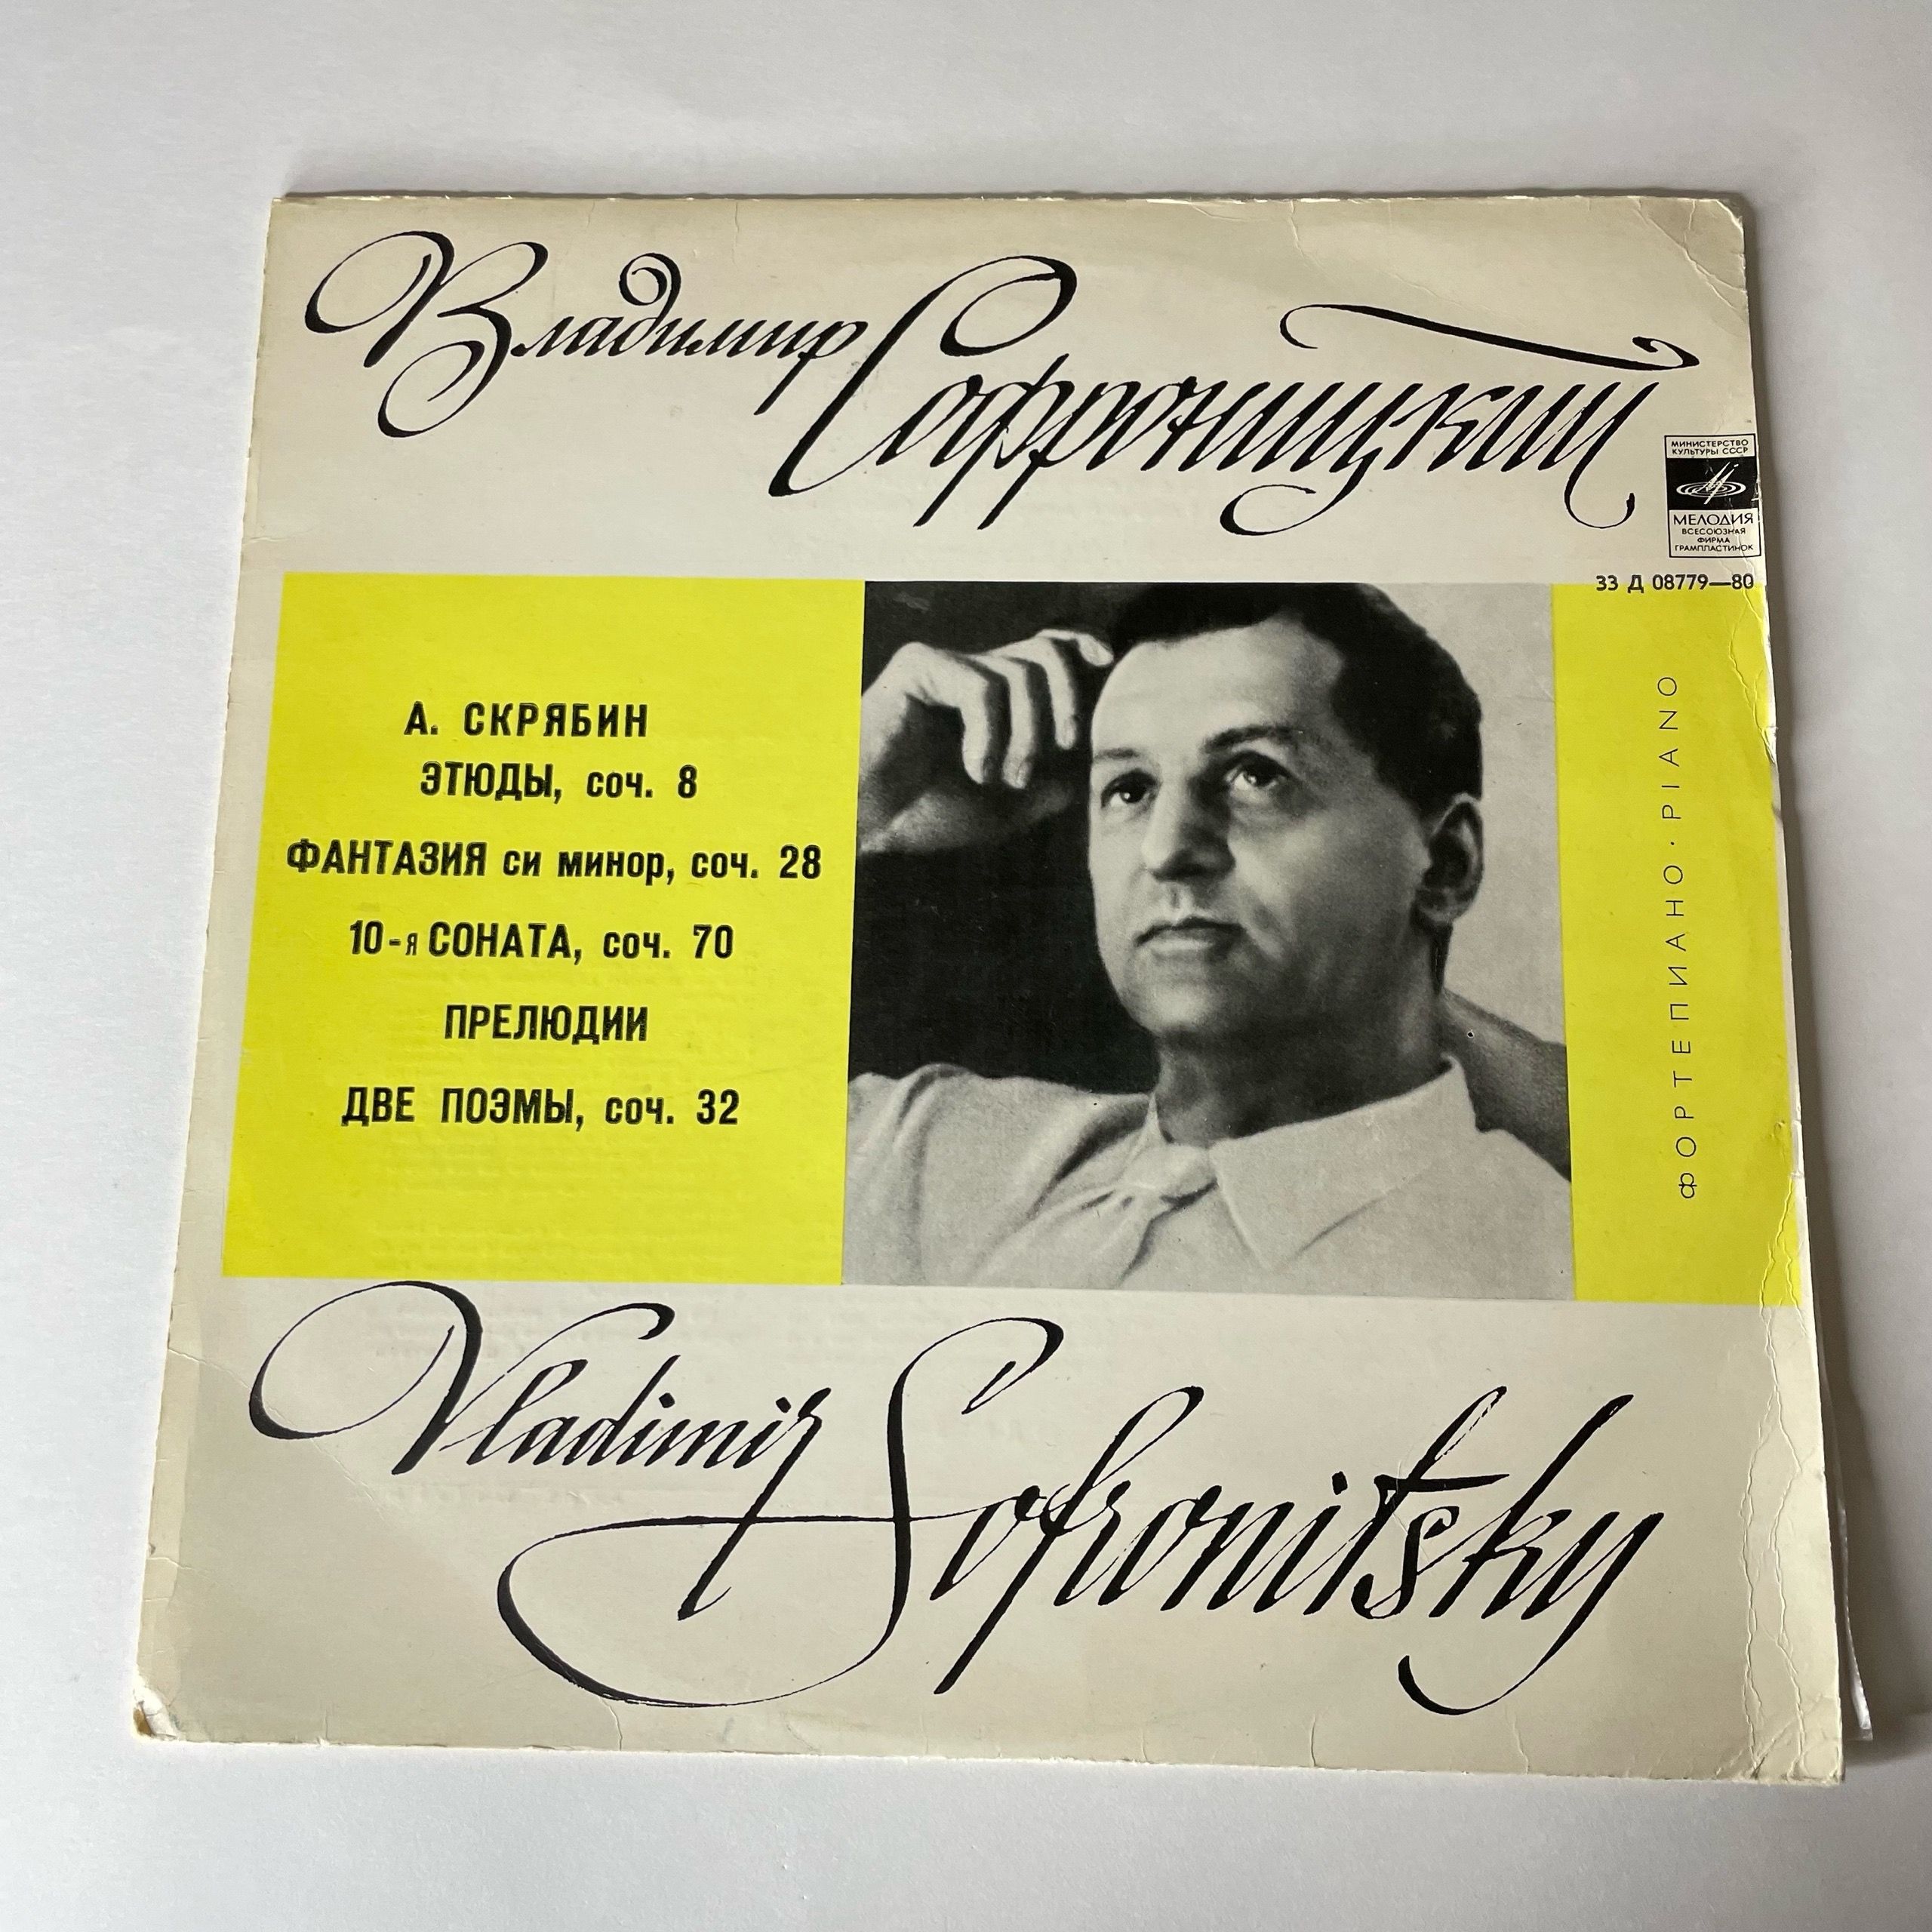 Владимир Софроницкий
МИНИСТЕРСТВО
КУЛЬТУРЫ СССР
МЕЛОДИЯ
ВСЕСОЮЗНАЯ
ФИРМА
ГРАМПЛАСТИНОК
33 Д 08779—80
А. СКРЯБИН
ЭТЮДЫ, соч. 8
ФАНТАЗИЯ си минор, соч. 28
10-я СОНАТА, соч. 70
ПРЕЛЮДИИ
ДВЕ ПОЭМЫ, соч. 32
ФОРТЕПИАНО · PIANO
Vladimir Sofronitsky